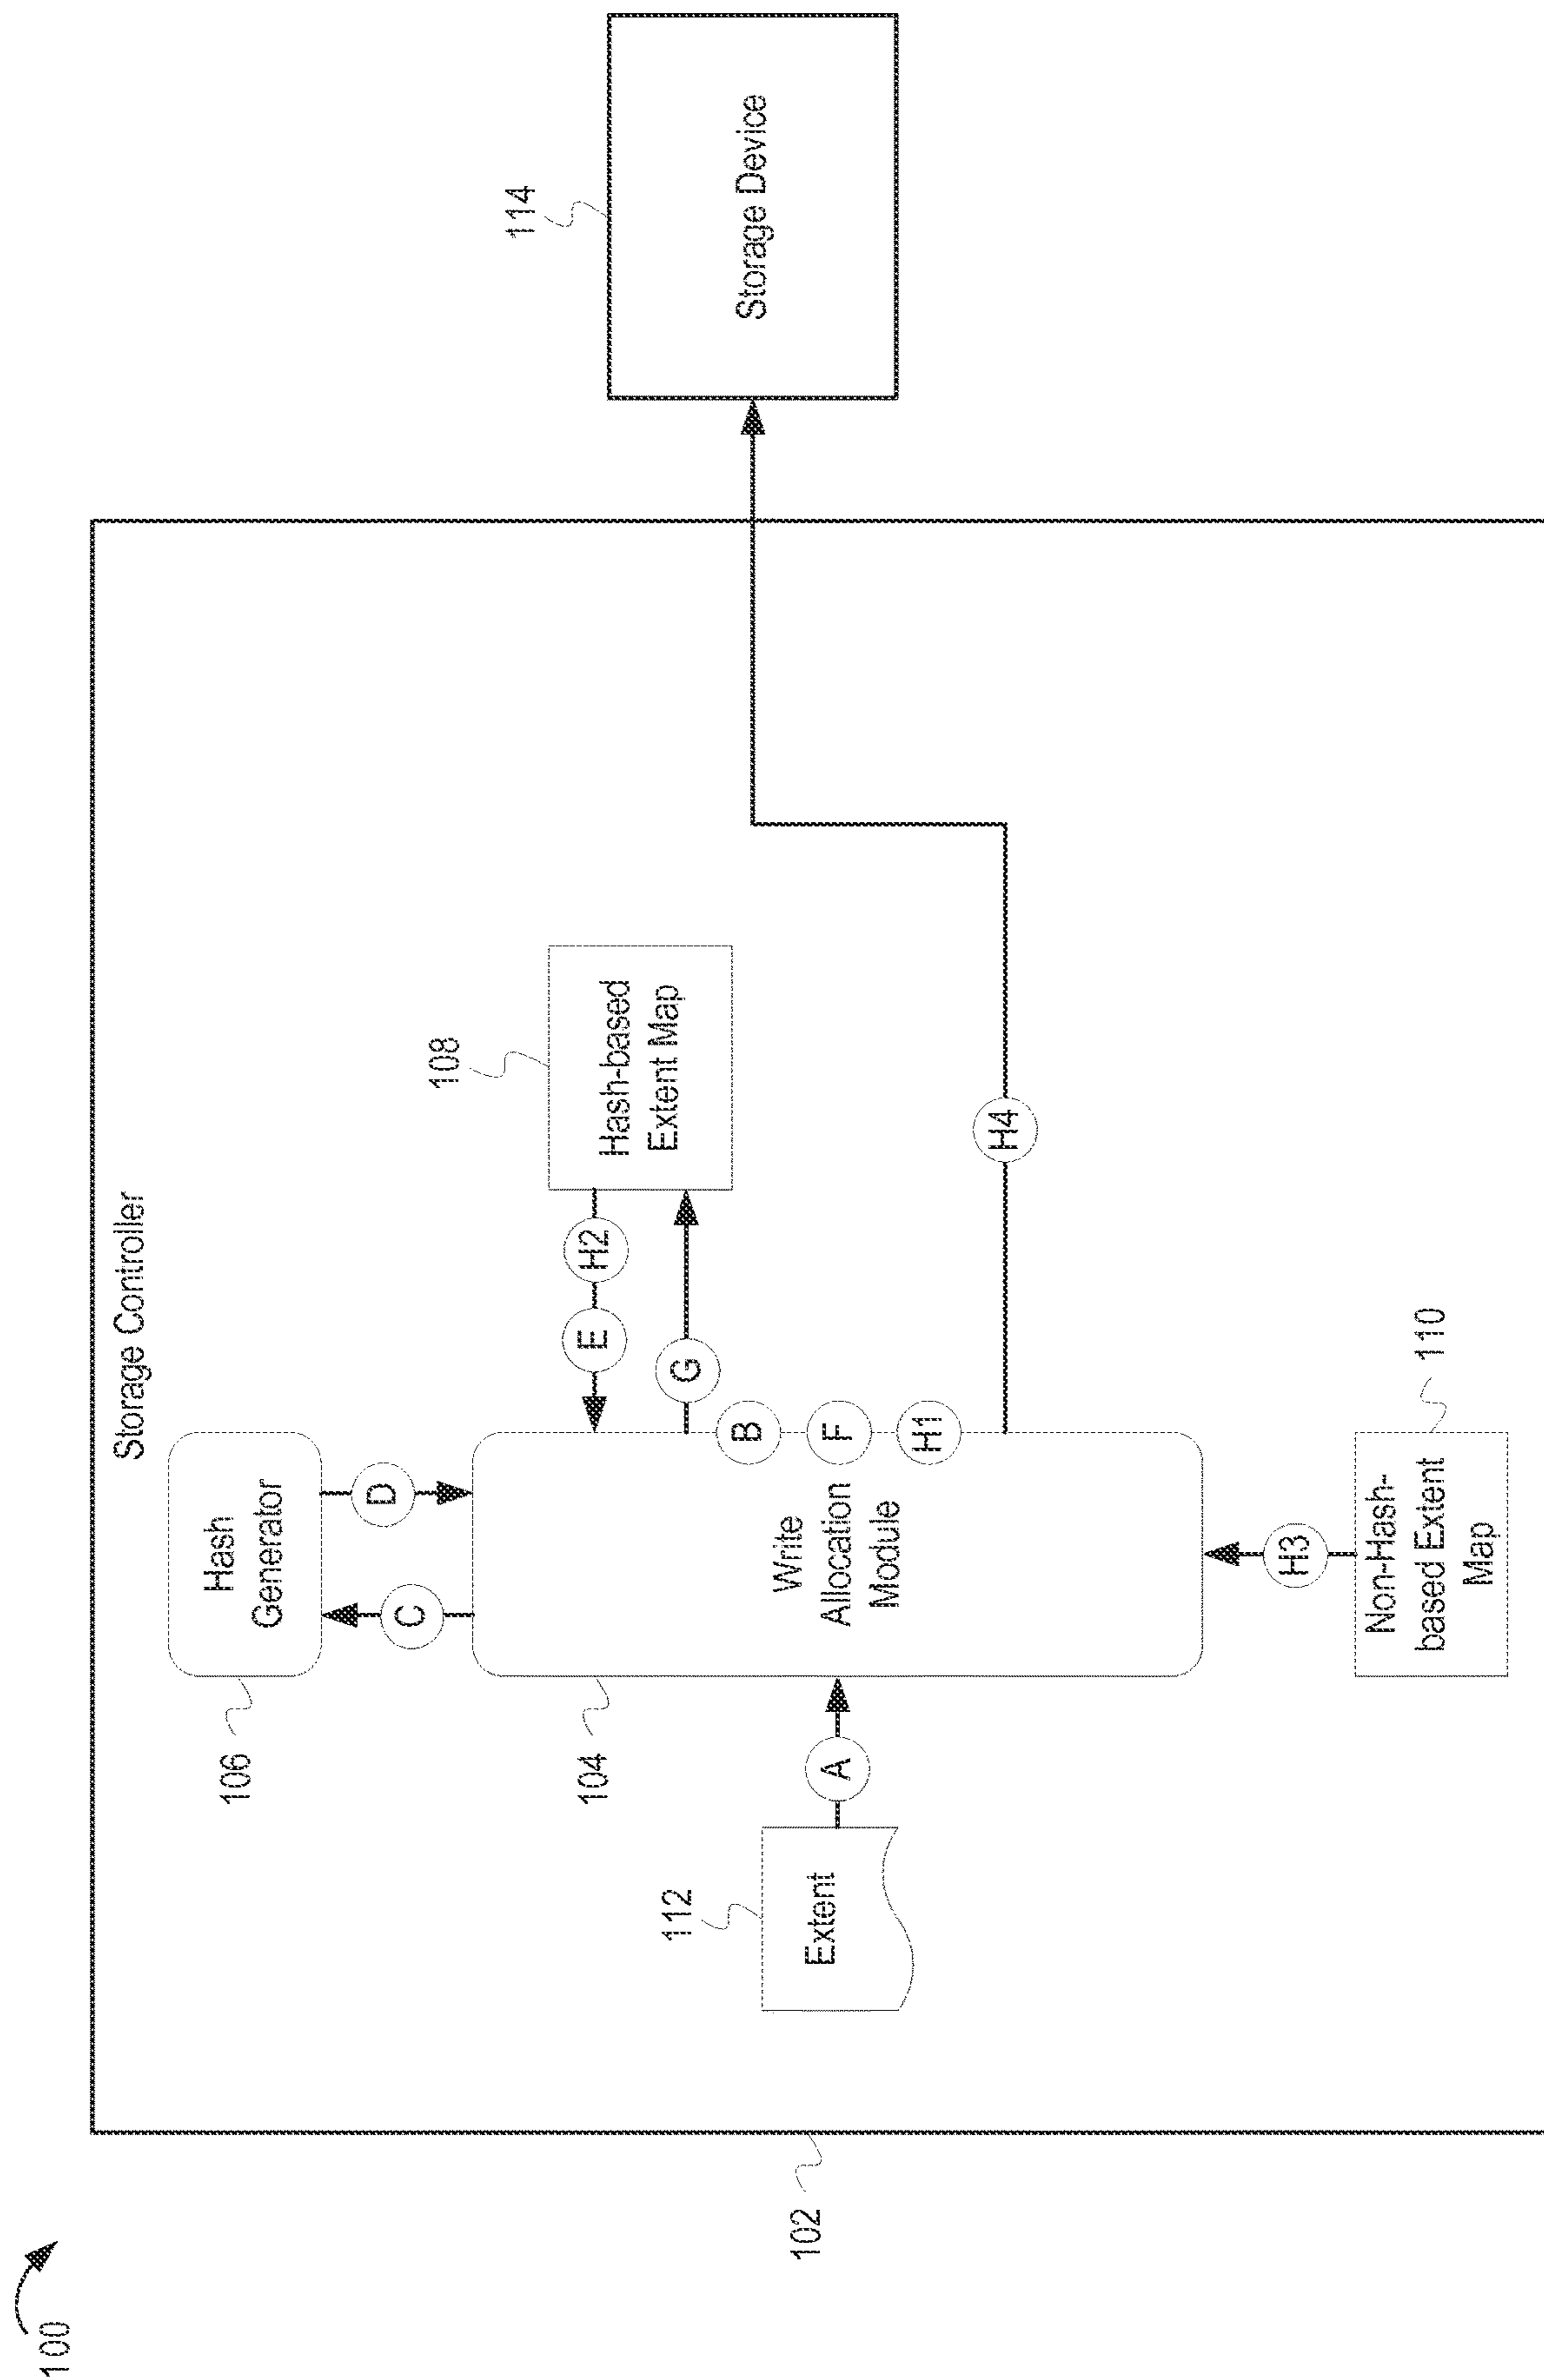 100
102
Storage Controller
106
Hash
Generator
C
D
104
Write
Allocation
Module
112
Extent
A
E
H2
G
B
F
H1
108
Hash-based
Extent Map
H4
H3
110
Non-Hash-
based Extent
Map
114
Storage Device